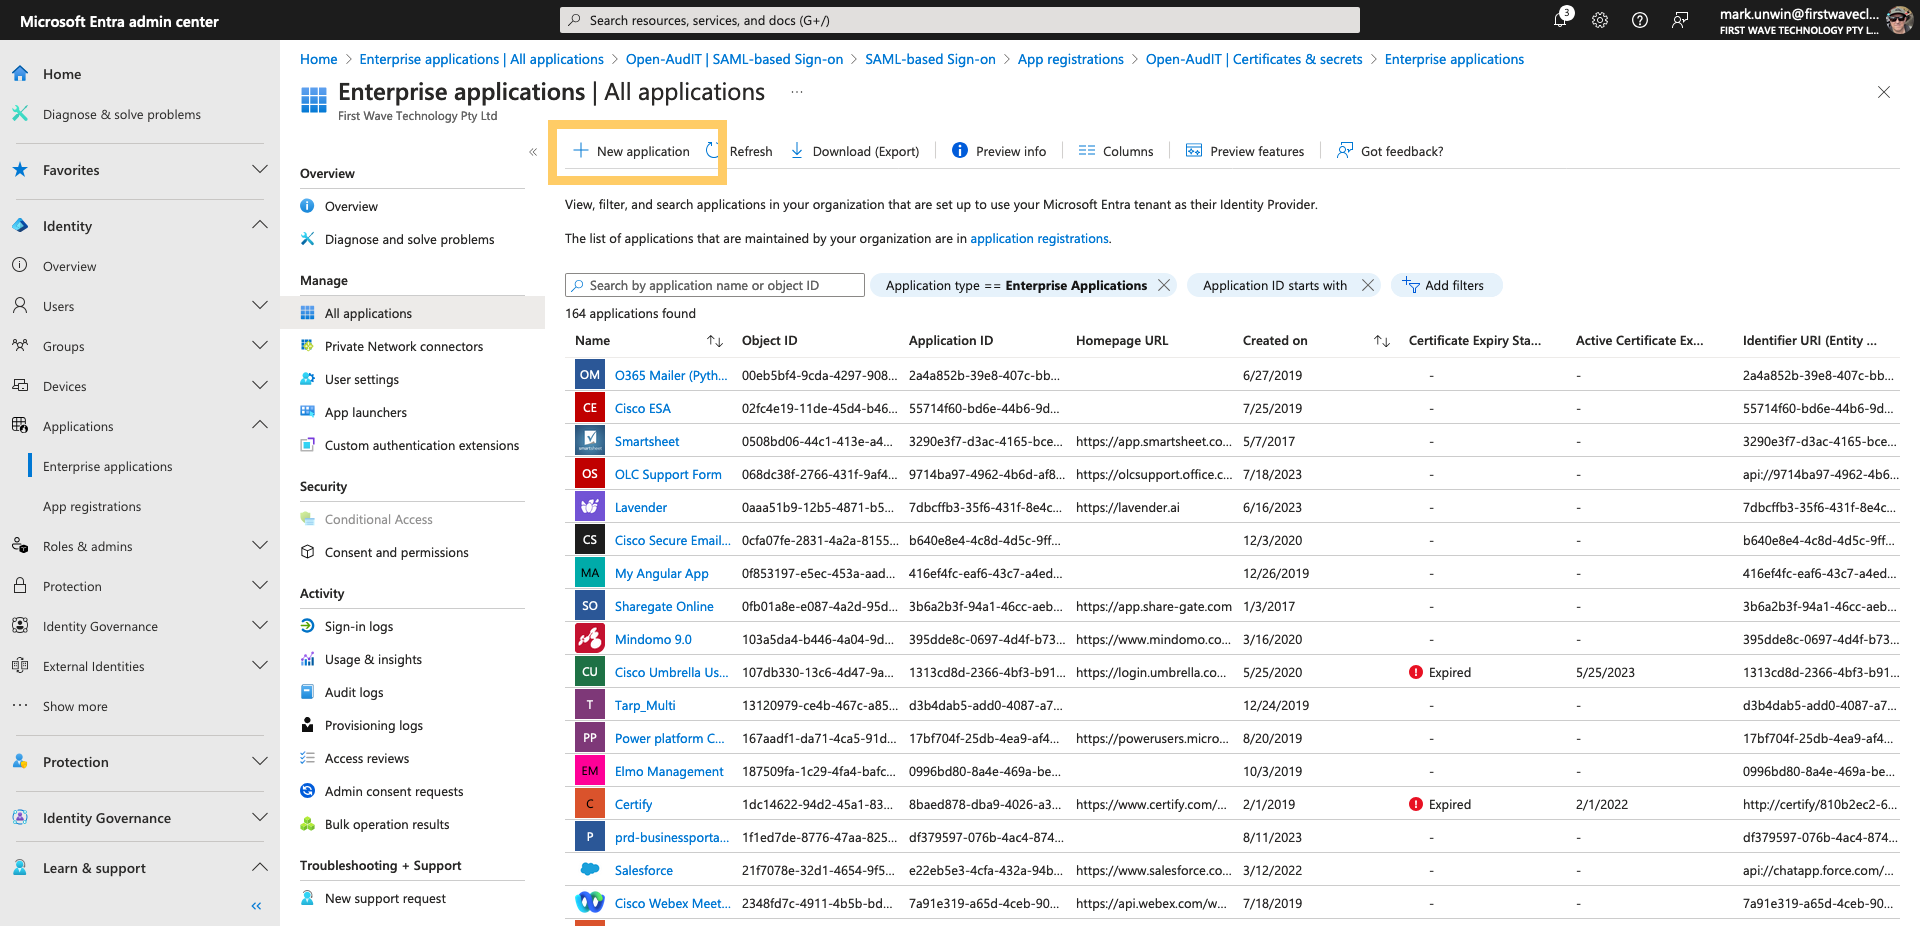 Microsoft Entra admin center
Search resources, services, and docs (G+/)
3
mark.unwin@firstwavecl...
FIRST WAVE TECHNOLOGY PTY L...
Home
Diagnose & solve problems
Favorites
Identity
Overview
Users
Groups
Devices
Applications
Enterprise applications
App registrations
Roles & admins
Protection
Identity Governance
External Identities
Show more
Protection
Identity Governance
Learn & support
Home > Enterprise applications | All applications > Open-AudIT | SAML-based Sign-on > SAML-based Sign-on > App registrations > Open-AudIT | Certificates & secrets > Enterprise applications
Enterprise applications | All applications ...
First Wave Technology Pty Ltd
Overview
Overview
Diagnose and solve problems
Manage
All applications
Private Network connectors
User settings
App launchers
Custom authentication extensions
Security
Conditional Access
Consent and permissions
Activity
Sign-in logs
Usage & insights
Audit logs
Provisioning logs
Access reviews
Admin consent requests
Bulk operation results
Troubleshooting + Support
New support request
New application Refresh Download (Export) Preview info Columns Preview features Got feedback?
View, filter, and search applications in your organization that are set up to use your Microsoft Entra tenant as their Identity Provider.
The list of applications that are maintained by your organization are in application registrations.
Search by application name or object ID Application type == Enterprise Applications Application ID starts with Add filters
164 applications found
Name Object ID Application ID Homepage URL Created on Certificate Expiry Sta... Active Certificate Ex... Identifier URI (Entity ...
OM O365 Mailer (Pyth... 00eb5bf4-9cda-4297-908... 2a4a852b-39e8-407c-bb... 6/27/2019 - - 2a4a852b-39e8-407c-bb...
CE Cisco ESA 02fc4e19-11de-45d4-b46... 55714f60-bd6e-44b6-9d... 7/25/2019 - - 55714f60-bd6e-44b6-9d...
Smartsheet 0508bd06-44c1-413e-a4... 3290e3f7-d3ac-4165-bce... https://app.smartsheet.co... 5/7/2017 - - 3290e3f7-d3ac-4165-bce...
OS OLC Support Form 068dc38f-2766-431f-9af4... 9714ba97-4962-4b6d-af8... https://olcsupport.office.c... 7/18/2023 - - api://9714ba97-4962-4b6...
Lavender 0aaa51b9-12b5-4871-b5... 7dbcffb3-35f6-431f-8e4c... https://lavender.ai 6/16/2023 - - 7dbcffb3-35f6-431f-8e4c...
CS Cisco Secure Email... 0cfa07fe-2831-4a2a-8155... b640e8e4-4c8d-4d5c-9ff... 12/3/2020 - - b640e8e4-4c8d-4d5c-9ff...
MA My Angular App 0f853197-e5ec-453a-aad... 416ef4fc-eaf6-43c7-a4ed... 12/26/2019 - - 416ef4fc-eaf6-43c7-a4ed...
SO Sharegate Online 0fb01a8e-e087-4a2d-95d... 3b6a2b3f-94a1-46cc-aeb... https://app.share-gate.com 1/3/2017 - - 3b6a2b3f-94a1-46cc-aeb...
Mindomo 9.0 103a5da4-b446-4a04-9d... 395dde8c-0697-4d4f-b73... https://www.mindomo.co... 3/16/2020 - - 395dde8c-0697-4d4f-b73...
CU Cisco Umbrella Us... 107db330-13c6-4d47-9a... 1313cd8d-2366-4bf3-b91... https://login.umbrella.co... 5/25/2020 Expired 5/25/2023 1313cd8d-2366-4bf3-b91...
T Tarp_Multi 13120979-ce4b-467c-a85... d3b4dab5-add0-4087-a7... 12/24/2019 - - d3b4dab5-add0-4087-a7...
PP Power platform C... 167aadf1-da71-4ca5-91d... 17bf704f-25db-4ea9-af4... https://powerusers.micro... 8/20/2019 - - 17bf704f-25db-4ea9-af4...
EM Elmo Management 187509fa-1c29-4fa4-bafc... 0996bd80-8a4e-469a-be... 10/3/2019 - - 0996bd80-8a4e-469a-be...
C Certify 1dc14622-94d2-45a1-83... 8baed878-dba9-4026-a3... https://www.certify.com/... 2/1/2019 Expired 2/1/2022 http://certify/810b2ec2-6...
P prd-businessporta... 1f1ed7de-8776-47aa-825... df379597-076b-4ac4-874... 8/11/2023 - - df379597-076b-4ac4-874...
Salesforce 21f7078e-32d1-4654-9f5... e22eb5e3-4cfa-432a-94b... https://www.salesforce.co... 3/12/2022 - - api://chatapp.force.com/...
Cisco Webex Meet... 2348fd7c-4911-4b5b-bd... 7a91e319-a65d-4ceb-90... https://api.webex.com/w... 7/18/2019 - - 7a91e319-a65d-4ceb-90...